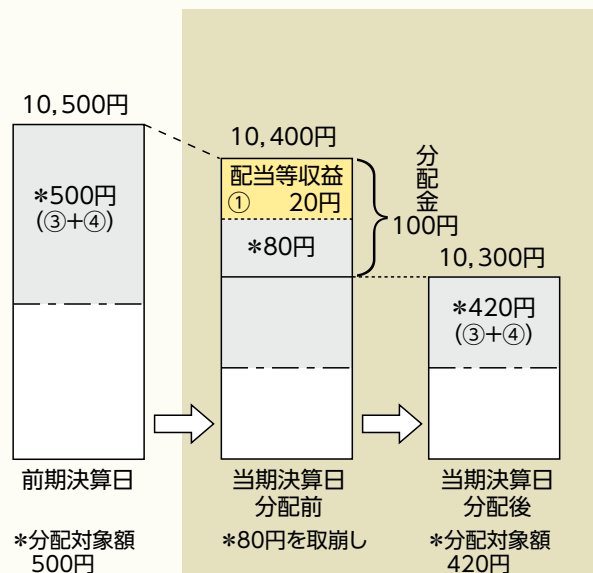 10,500円
*500円
(③+④)
前期決算日
*分配対象額
500円
10,400円
配当等収益
① 20円
*80円
分配金
100円
当期決算日
分配前
*80円を取崩し
10,300円
*420円
(③+④)
当期決算日
分配後
*分配対象額
420円